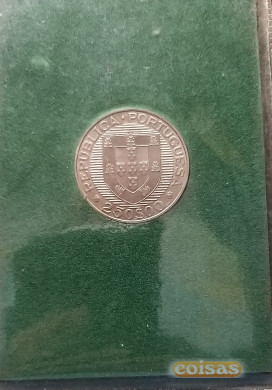 REPUBLICA · PORTUGUESA
250$00
coisas